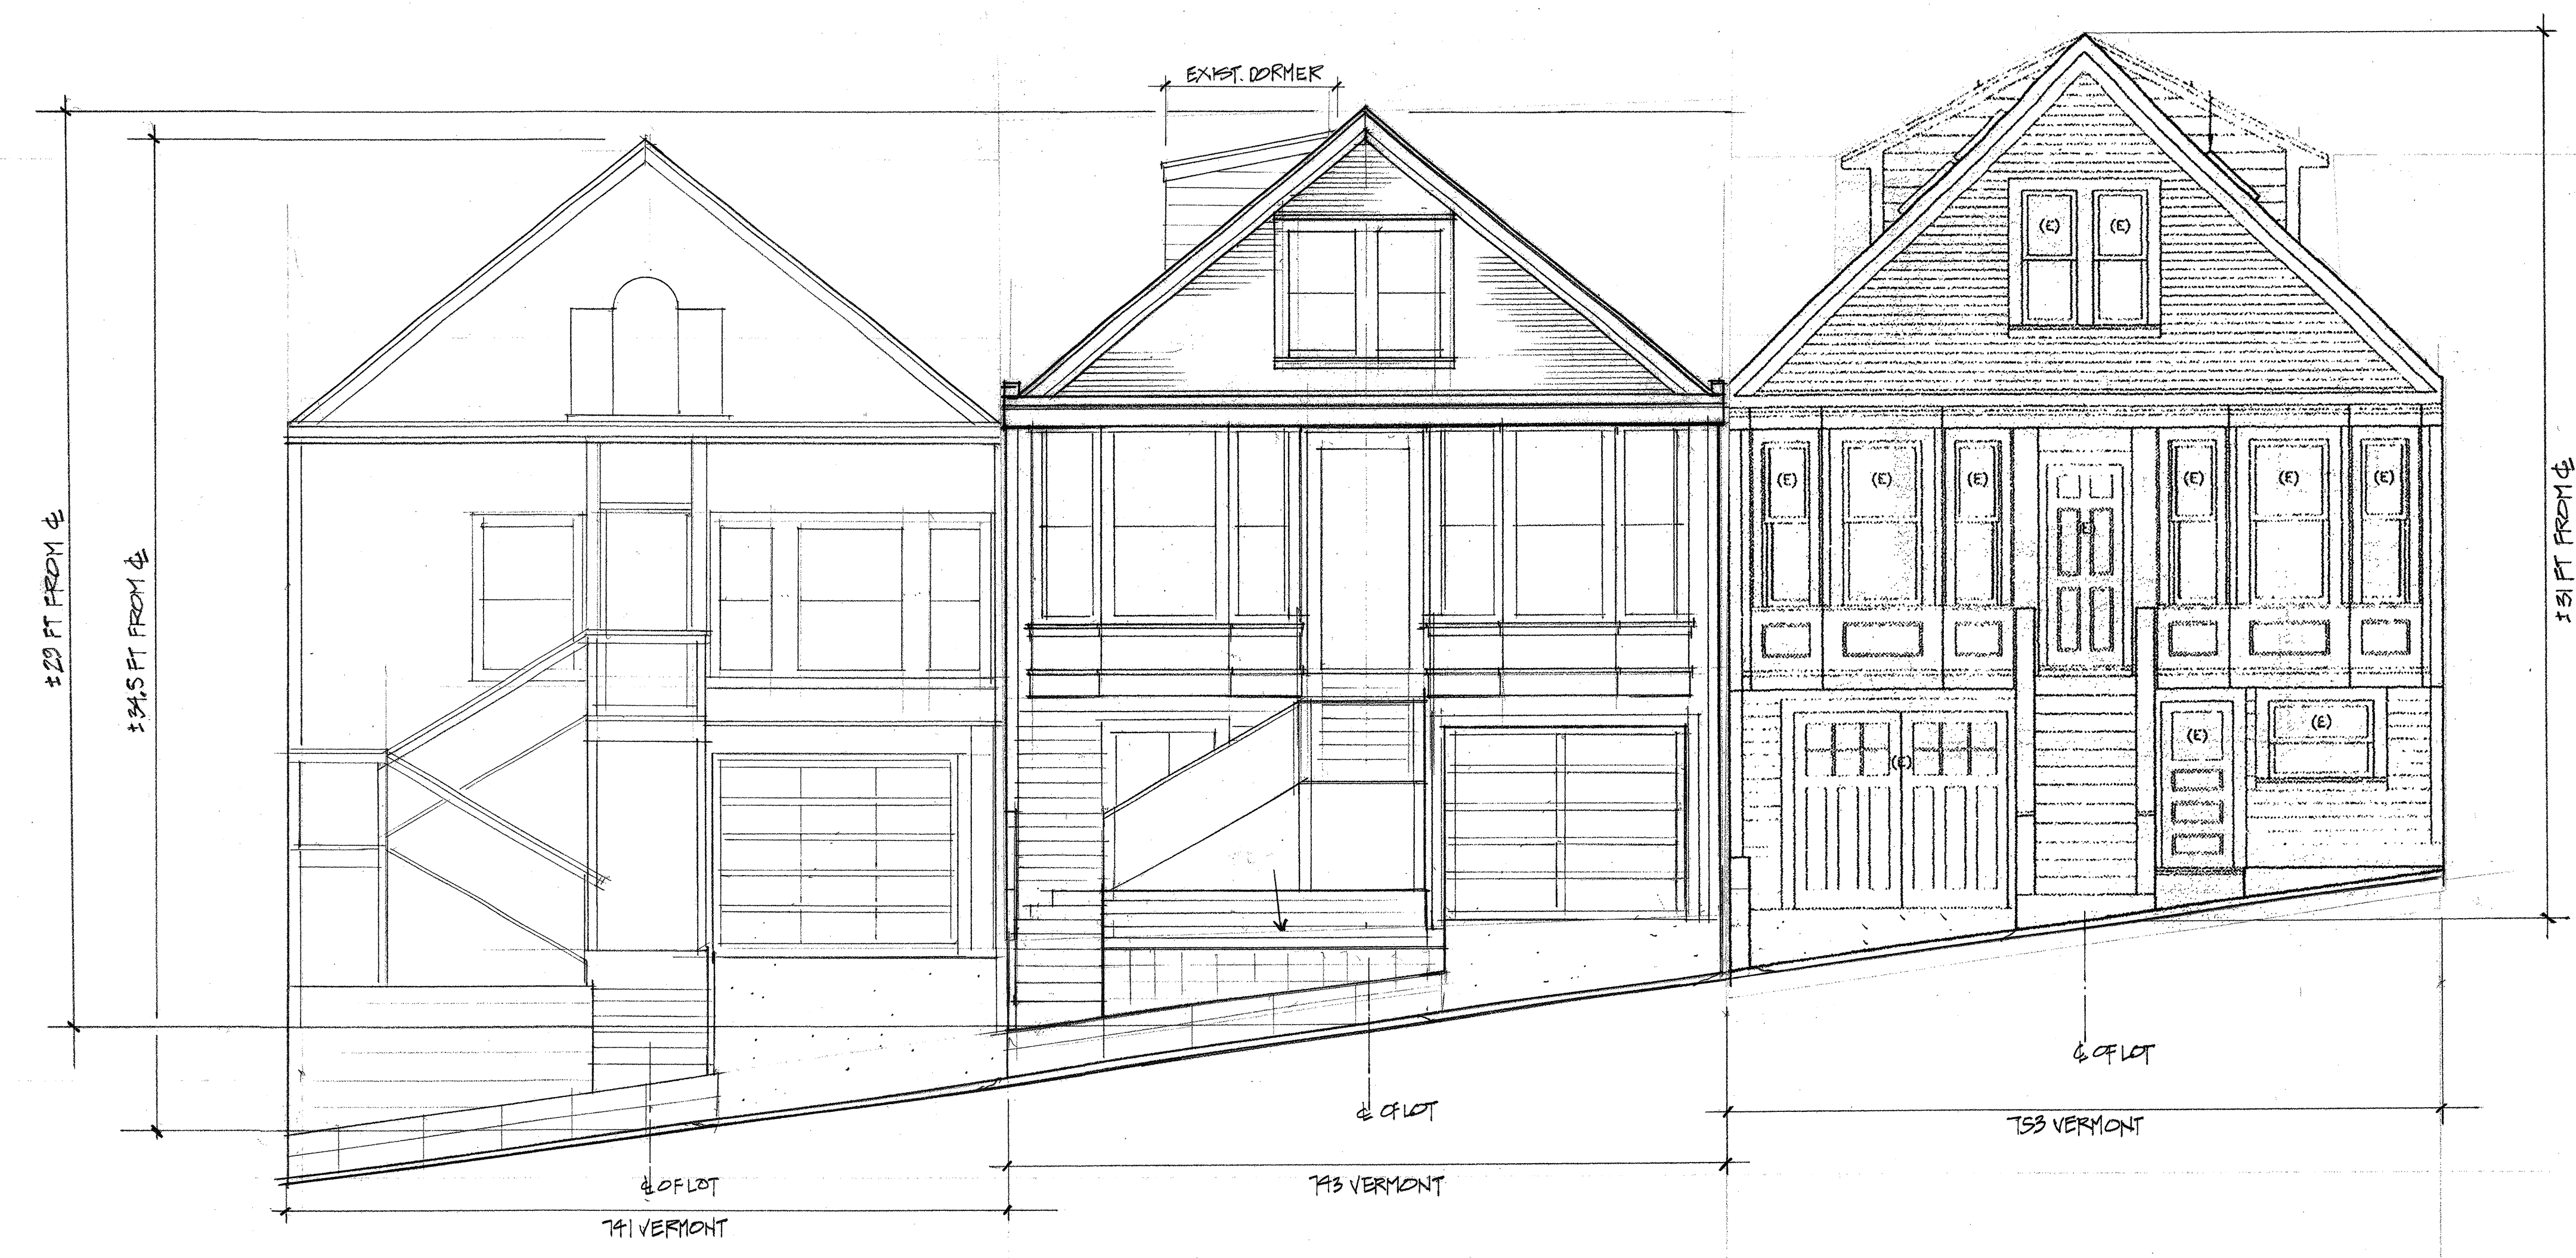 EXIST. DORMER
(E) (E)
(E) (E) (E) (E) (E) (E)
(E)
(E)
(E)
(E)
±29 FT FROM ℄
±34.5 FT FROM ℄
±31 FT FROM ℄
℄ OF LOT
℄ OF LOT
℄ OF LOT
753 VERMONT
743 VERMONT
741 VERMONT